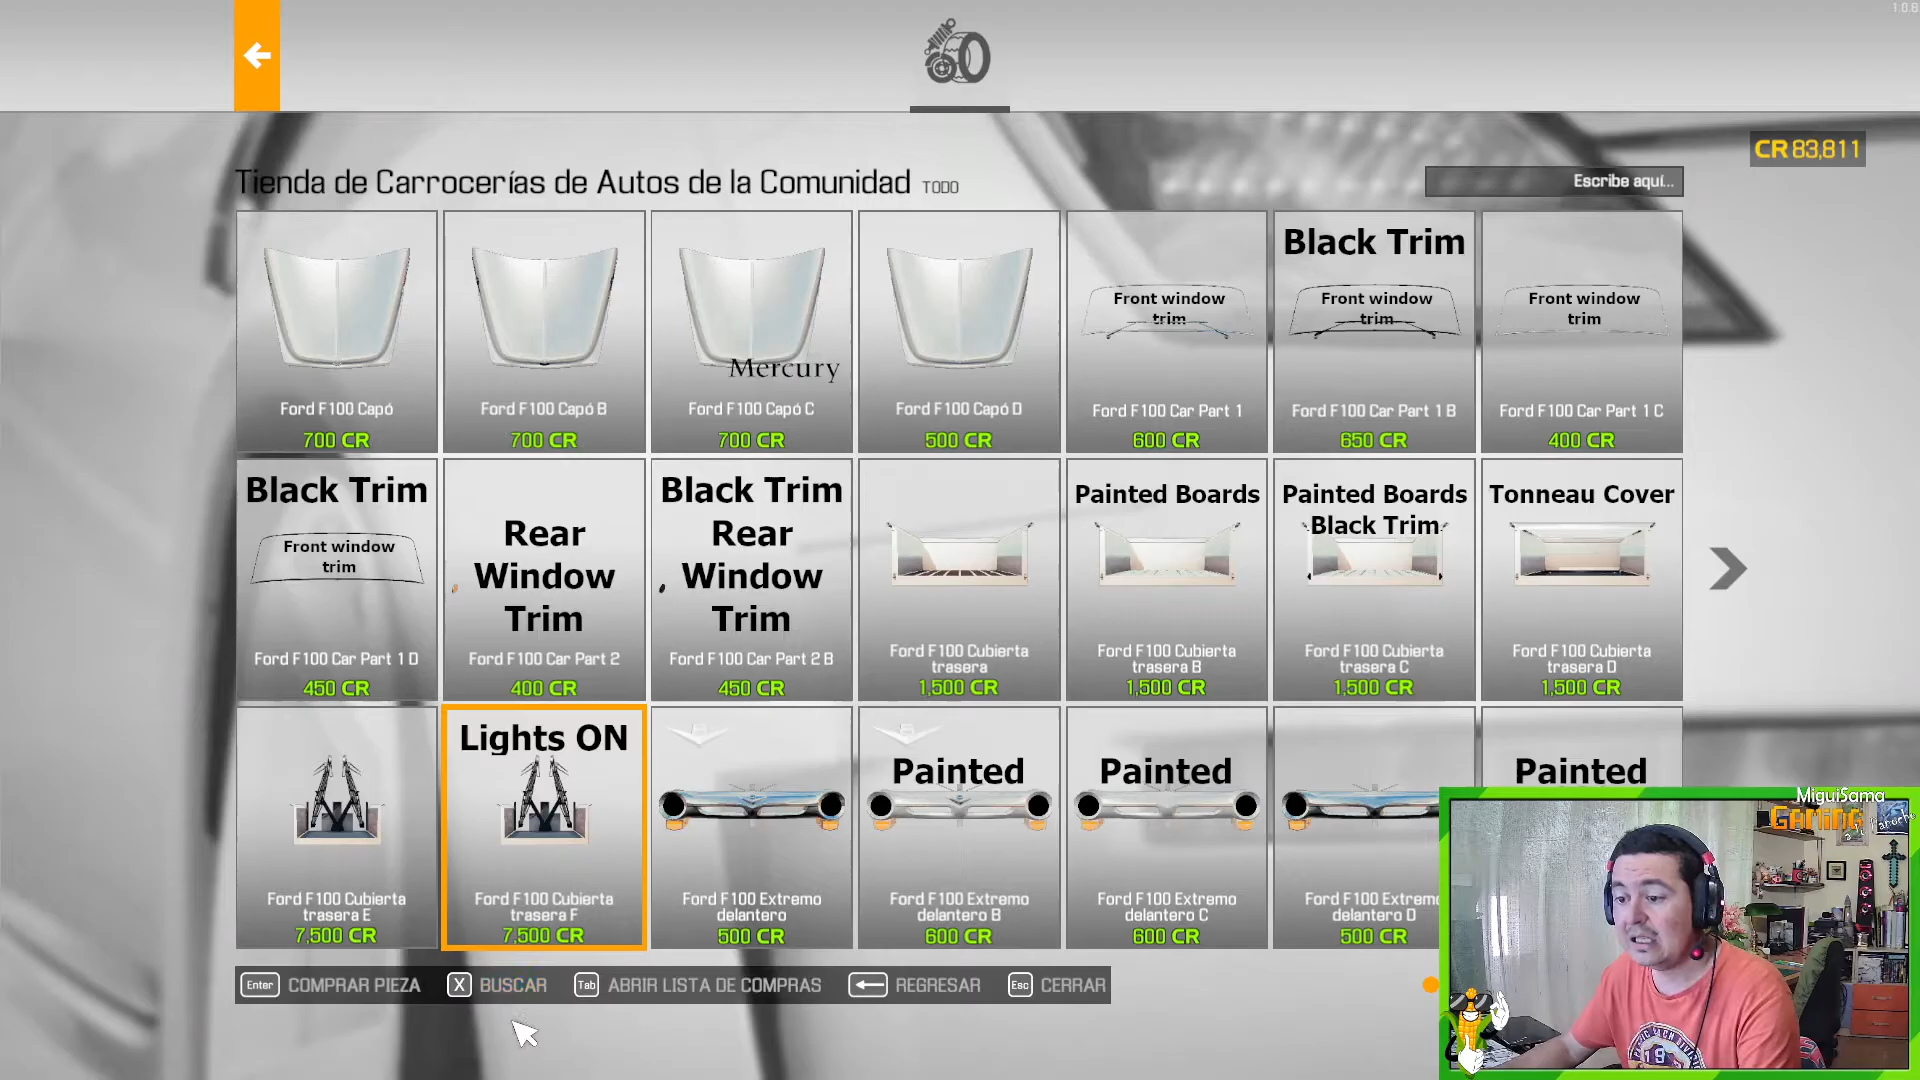 1.0.8
CR 83,811
Tienda de Carrocerías de Autos de la Comunidad TODO
Escribe aquí...
Ford F100 Capó
700 CR
Ford F100 Capó B
700 CR
Mercury
Ford F100 Capó C
700 CR
Ford F100 Capó D
500 CR
Front window
trim
Ford F100 Car Part 1
600 CR
Black Trim
Front window
trim
Ford F100 Car Part 1 B
650 CR
Front window
trim
Ford F100 Car Part 1 C
400 CR
Black Trim
Front window
trim
Ford F100 Car Part 1 D
450 CR
Rear
Window
Trim
Ford F100 Car Part 2
400 CR
Black Trim
Rear
Window
Trim
Ford F100 Car Part 2 B
450 CR
Ford F100 Cubierta
trasera
1,500 CR
Painted Boards
Ford F100 Cubierta
trasera B
1,500 CR
Painted Boards
Black Trim
Ford F100 Cubierta
trasera C
1,500 CR
Tonneau Cover
Ford F100 Cubierta
trasera D
1,500 CR
Ford F100 Cubierta
trasera E
7,500 CR
Lights ON
Ford F100 Cubierta
trasera F
7,500 CR
Ford F100 Extremo
delantero
500 CR
Painted
Ford F100 Extremo
delantero B
600 CR
Painted
Ford F100 Extremo
delantero C
600 CR
Ford F100 Extremo
delantero D
500 CR
Painted
Enter COMPRAR PIEZA
X BUSCAR
Tab ABRIR LISTA DE COMPRAS
REGRESAR
Esc CERRAR
MiguiSama
GAMING
19